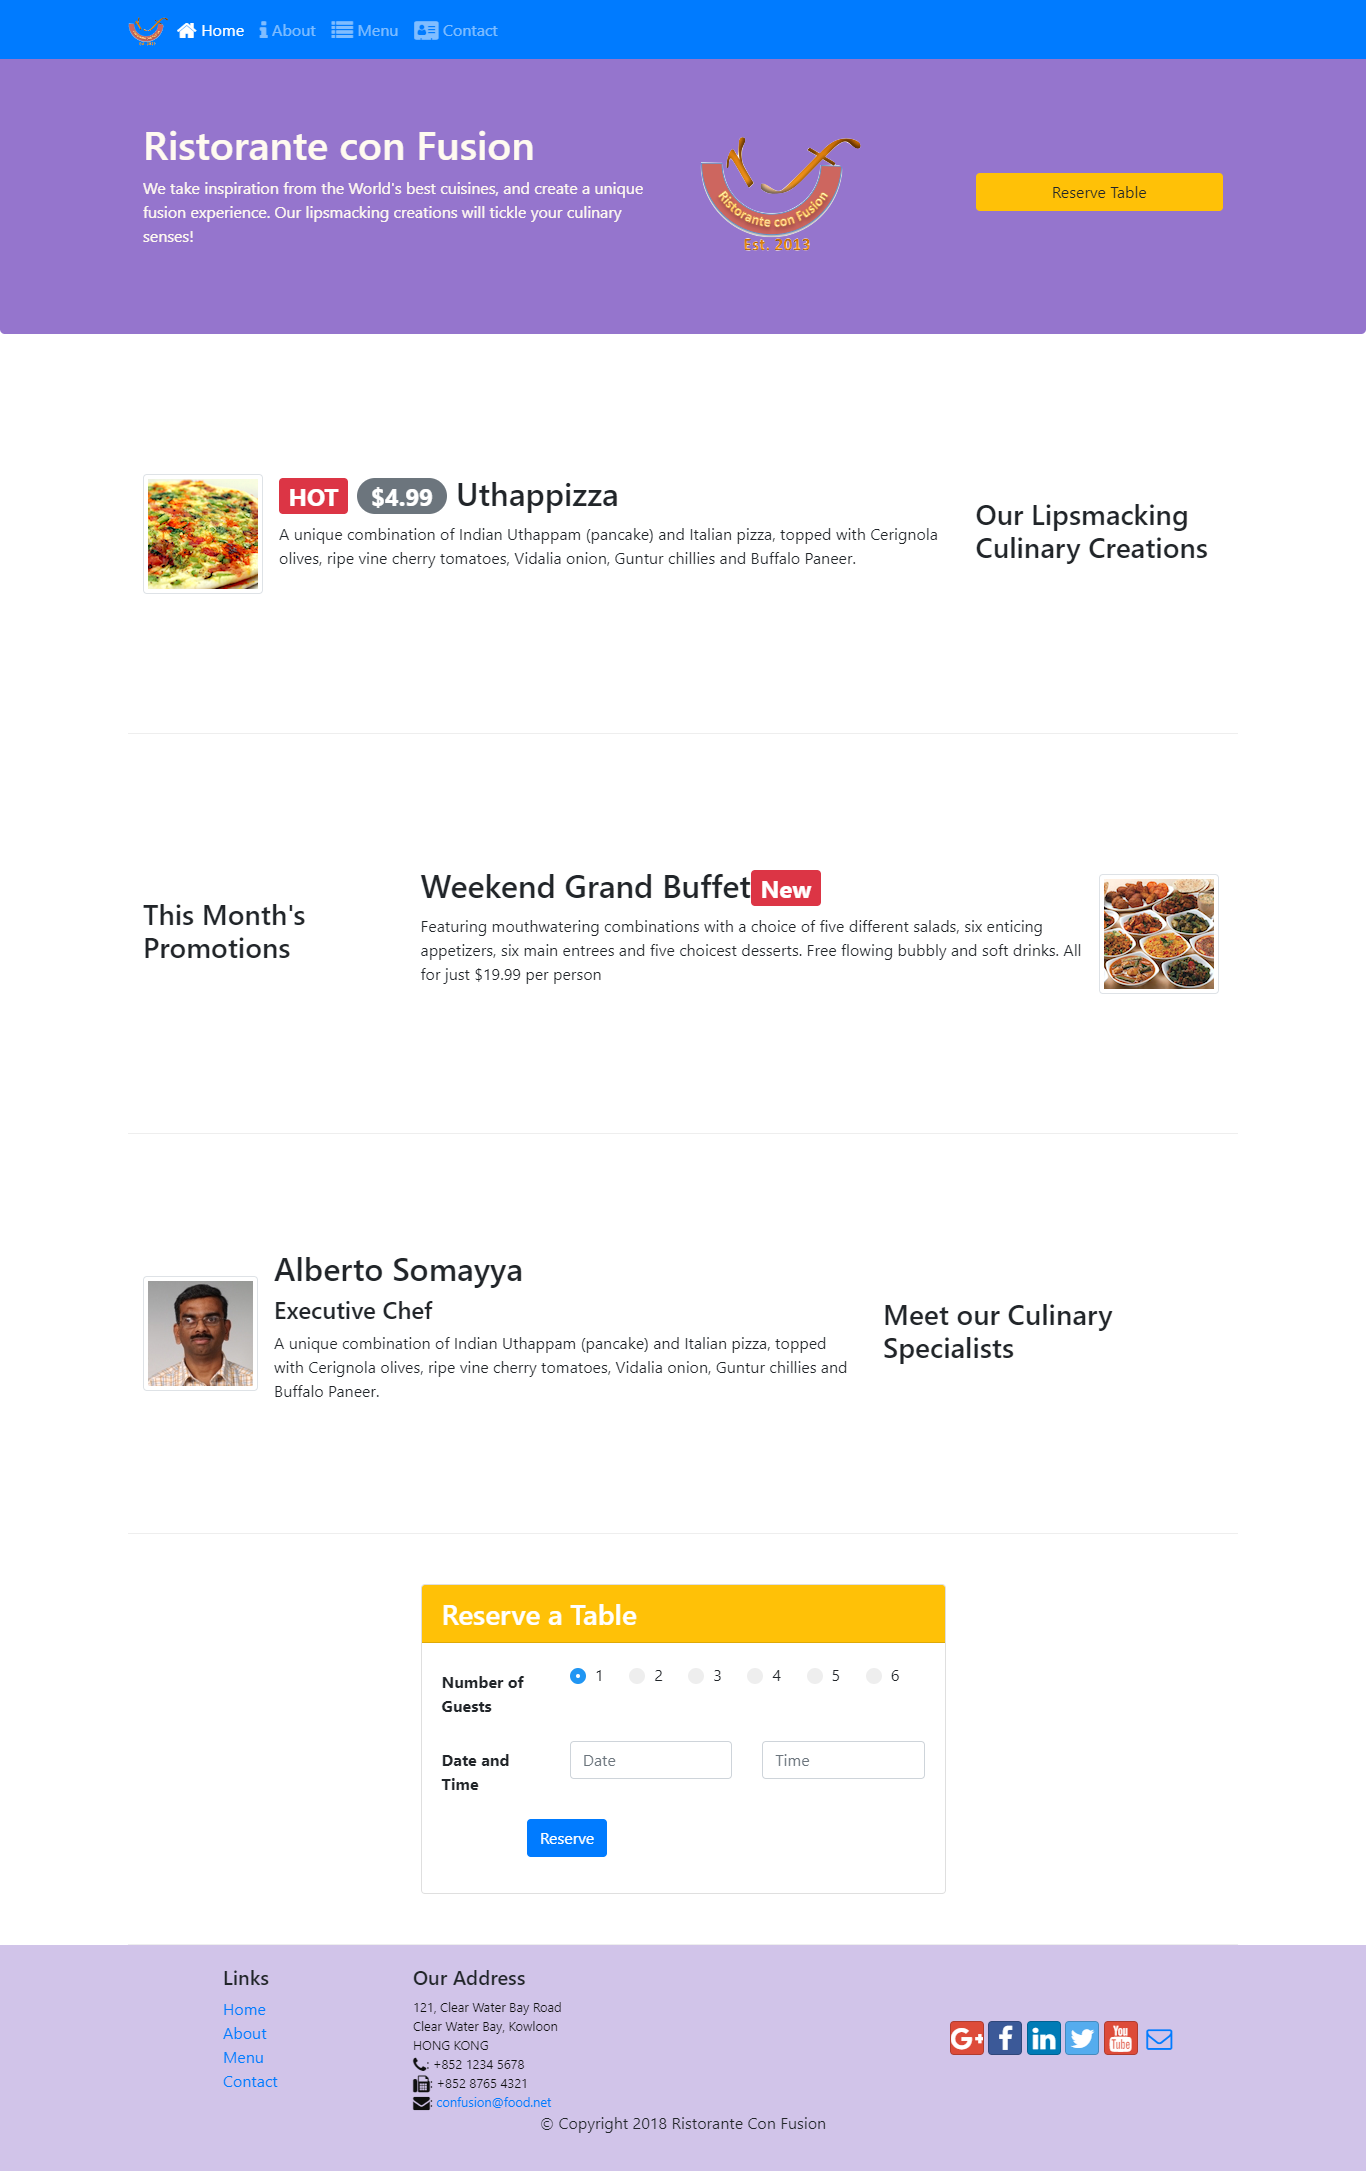 Home About Menu Contact
Ristorante con Fusion
We take inspiration from the World's best cuisines, and create a unique
fusion experience. Our lipsmacking creations will tickle your culinary
senses!
Ristorante con Fusion
Est. 2013
Reserve Table
HOT $4.99 Uthappizza
A unique combination of Indian Uthappam (pancake) and Italian pizza, topped with Cerignola
olives, ripe vine cherry tomatoes, Vidalia onion, Guntur chillies and Buffalo Paneer.
Our Lipsmacking
Culinary Creations
This Month's
Promotions
Weekend Grand Buffet New
Featuring mouthwatering combinations with a choice of five different salads, six enticing
appetizers, six main entrees and five choicest desserts. Free flowing bubbly and soft drinks. All
for just $19.99 per person
Alberto Somayya
Executive Chef
A unique combination of Indian Uthappam (pancake) and Italian pizza, topped
with Cerignola olives, ripe vine cherry tomatoes, Vidalia onion, Guntur chillies and
Buffalo Paneer.
Meet our Culinary
Specialists
Reserve a Table
Number of
Guests
1 2 3 4 5 6
Date and
Time
Date
Time
Reserve
Links
Home
About
Menu
Contact
Our Address
121, Clear Water Bay Road
Clear Water Bay, Kowloon
HONG KONG
: +852 1234 5678
: +852 8765 4321
: confusion@food.net
G+ f in You Tube
© Copyright 2018 Ristorante Con Fusion